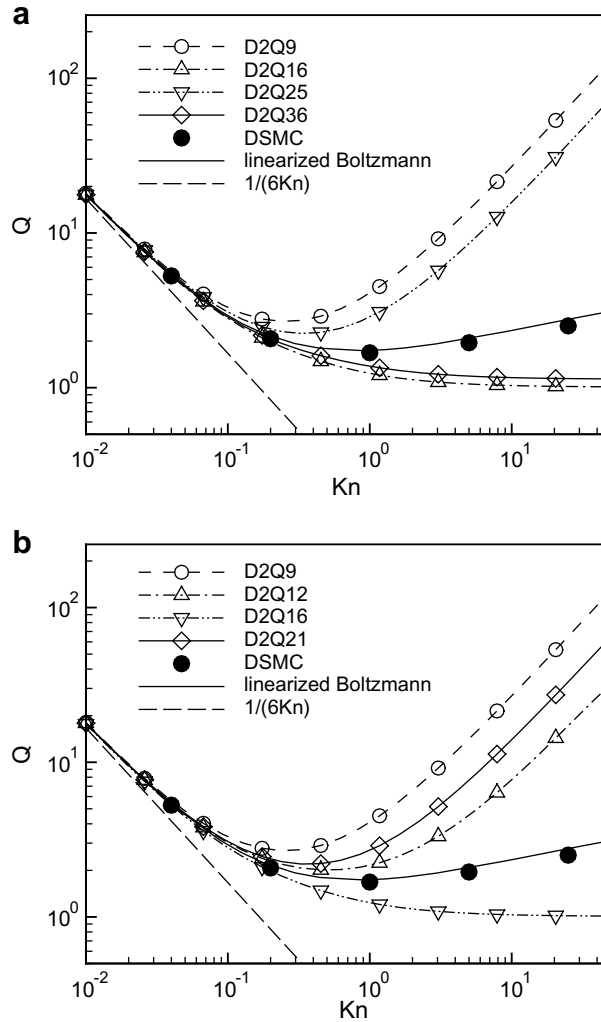 a
D2Q9
D2Q16
D2Q25
D2Q36
DSMC
linearized Boltzmann
1/(6Kn)
10²
10¹
10⁰
Q
10⁻² 10⁻¹ 10⁰ 10¹
Kn
b
D2Q9
D2Q12
D2Q16
D2Q21
DSMC
linearized Boltzmann
1/(6Kn)
10²
10¹
10⁰
Q
10⁻² 10⁻¹ 10⁰ 10¹
Kn